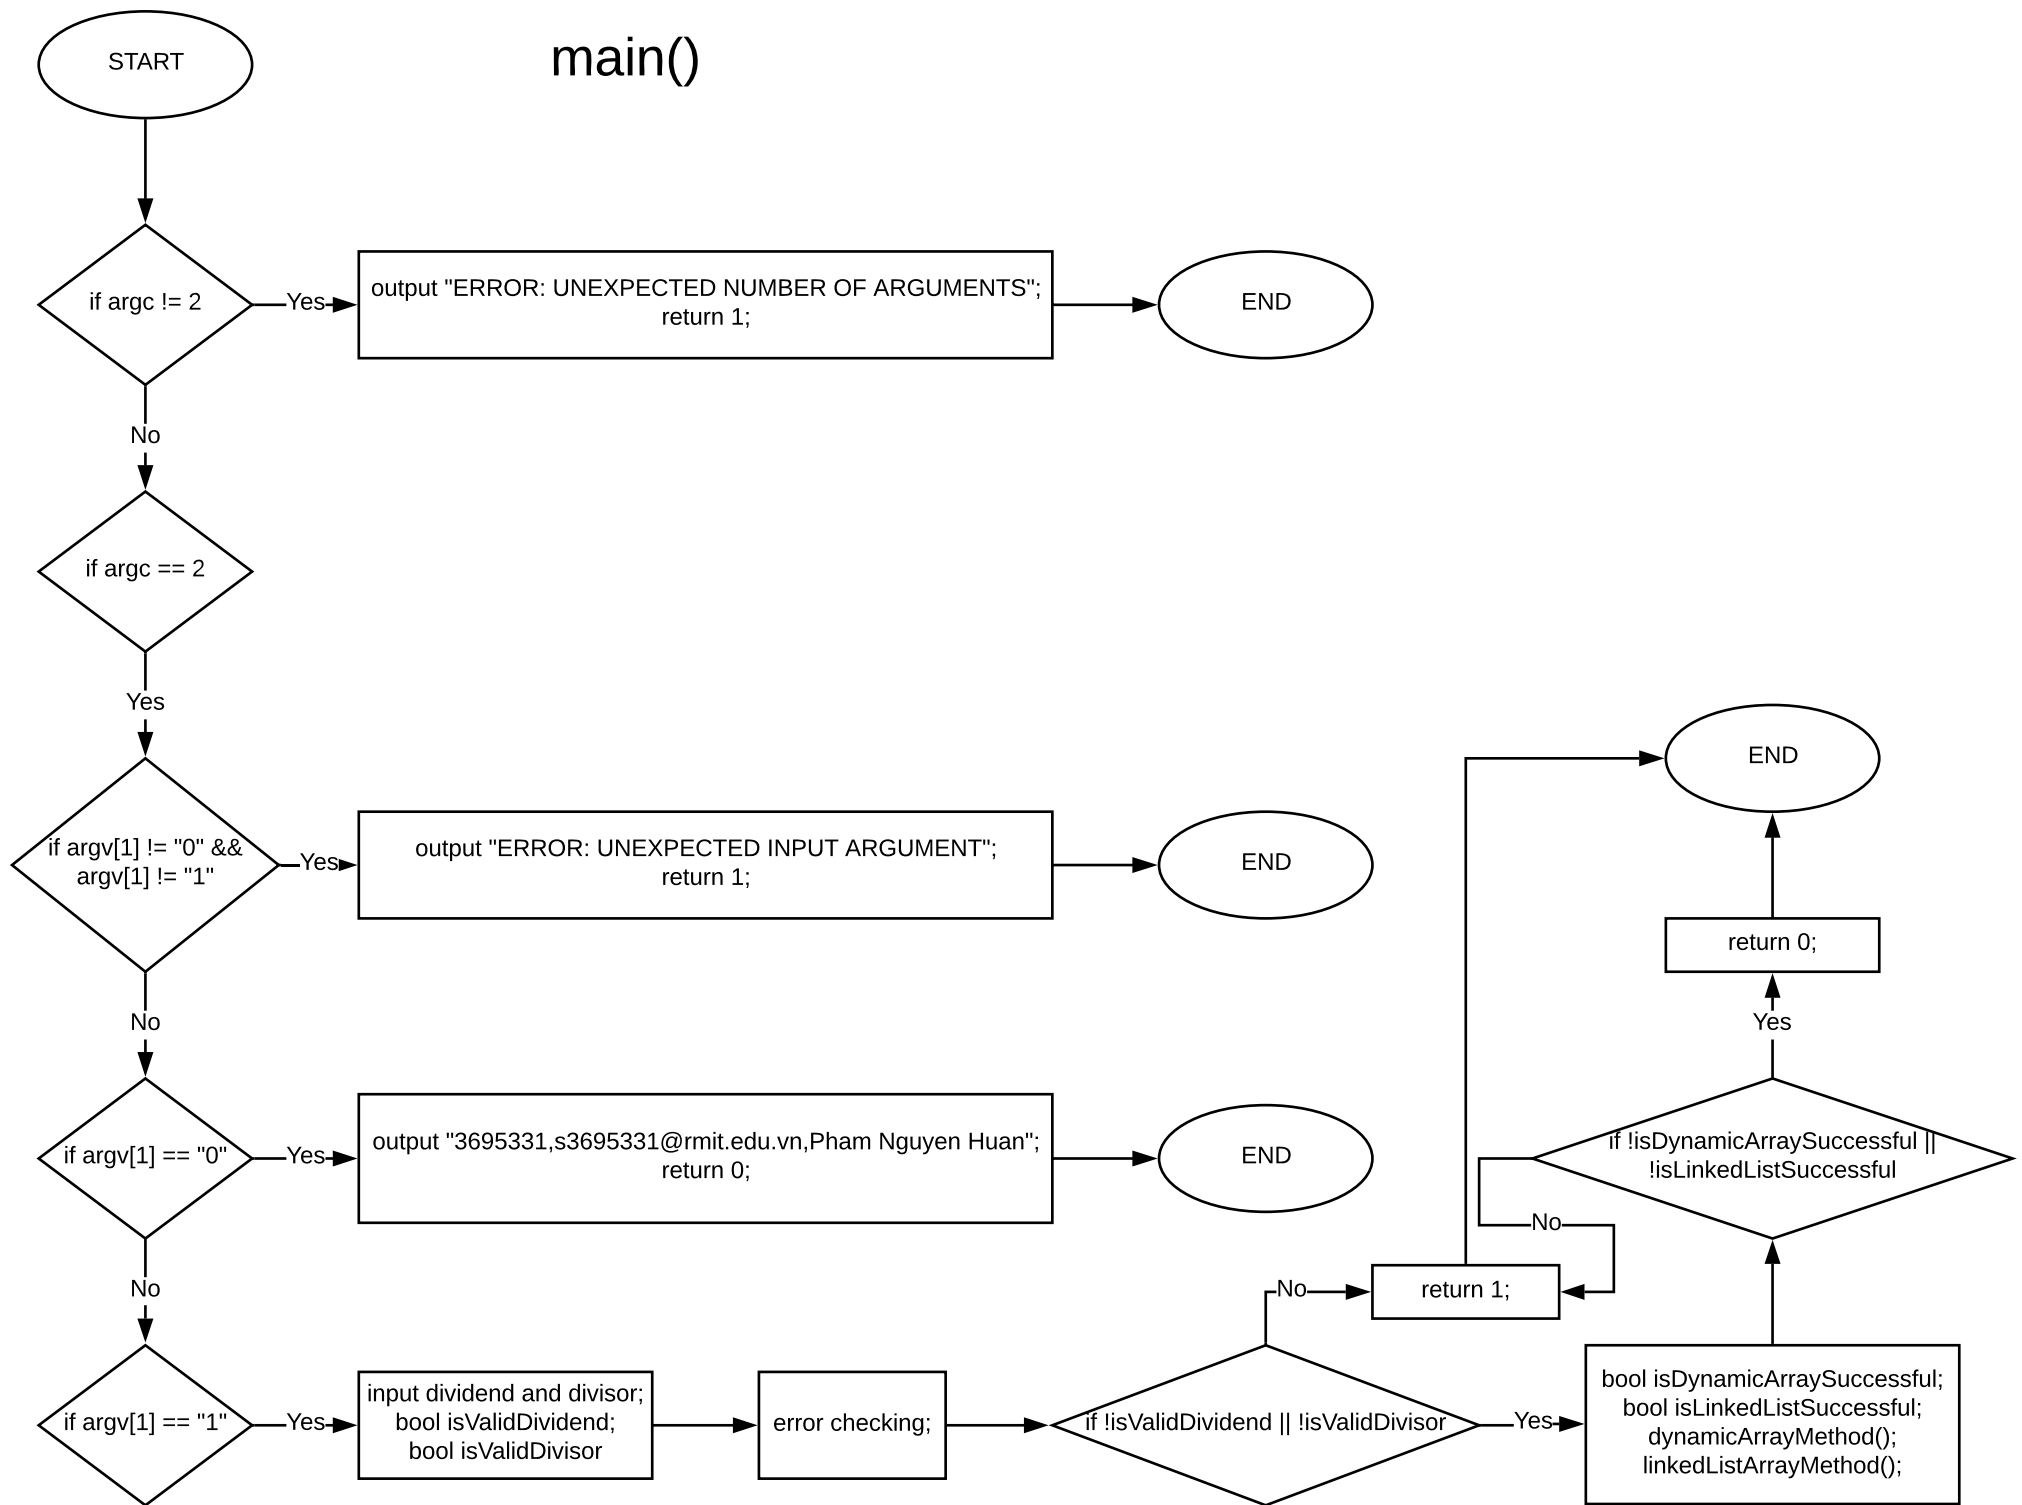 START
main()
if argc != 2
Yes
output "ERROR: UNEXPECTED NUMBER OF ARGUMENTS";
return 1;
END
No
if argc == 2
Yes
if argv[1] != "0" &&
argv[1] != "1"
Yes
output "ERROR: UNEXPECTED INPUT ARGUMENT";
return 1;
END
No
if argv[1] == "0"
Yes
output "3695331,s3695331@rmit.edu.vn,Pham Nguyen Huan";
return 0;
END
No
if argv[1] == "1"
Yes
input dividend and divisor;
bool isValidDividend;
bool isValidDivisor
error checking;
if !isValidDividend || !isValidDivisor
No
return 1;
Yes
bool isDynamicArraySuccessful;
bool isLinkedListSuccessful;
dynamicArrayMethod();
linkedListArrayMethod();
if !isDynamicArraySuccessful ||
!isLinkedListSuccessful
No
Yes
return 0;
END